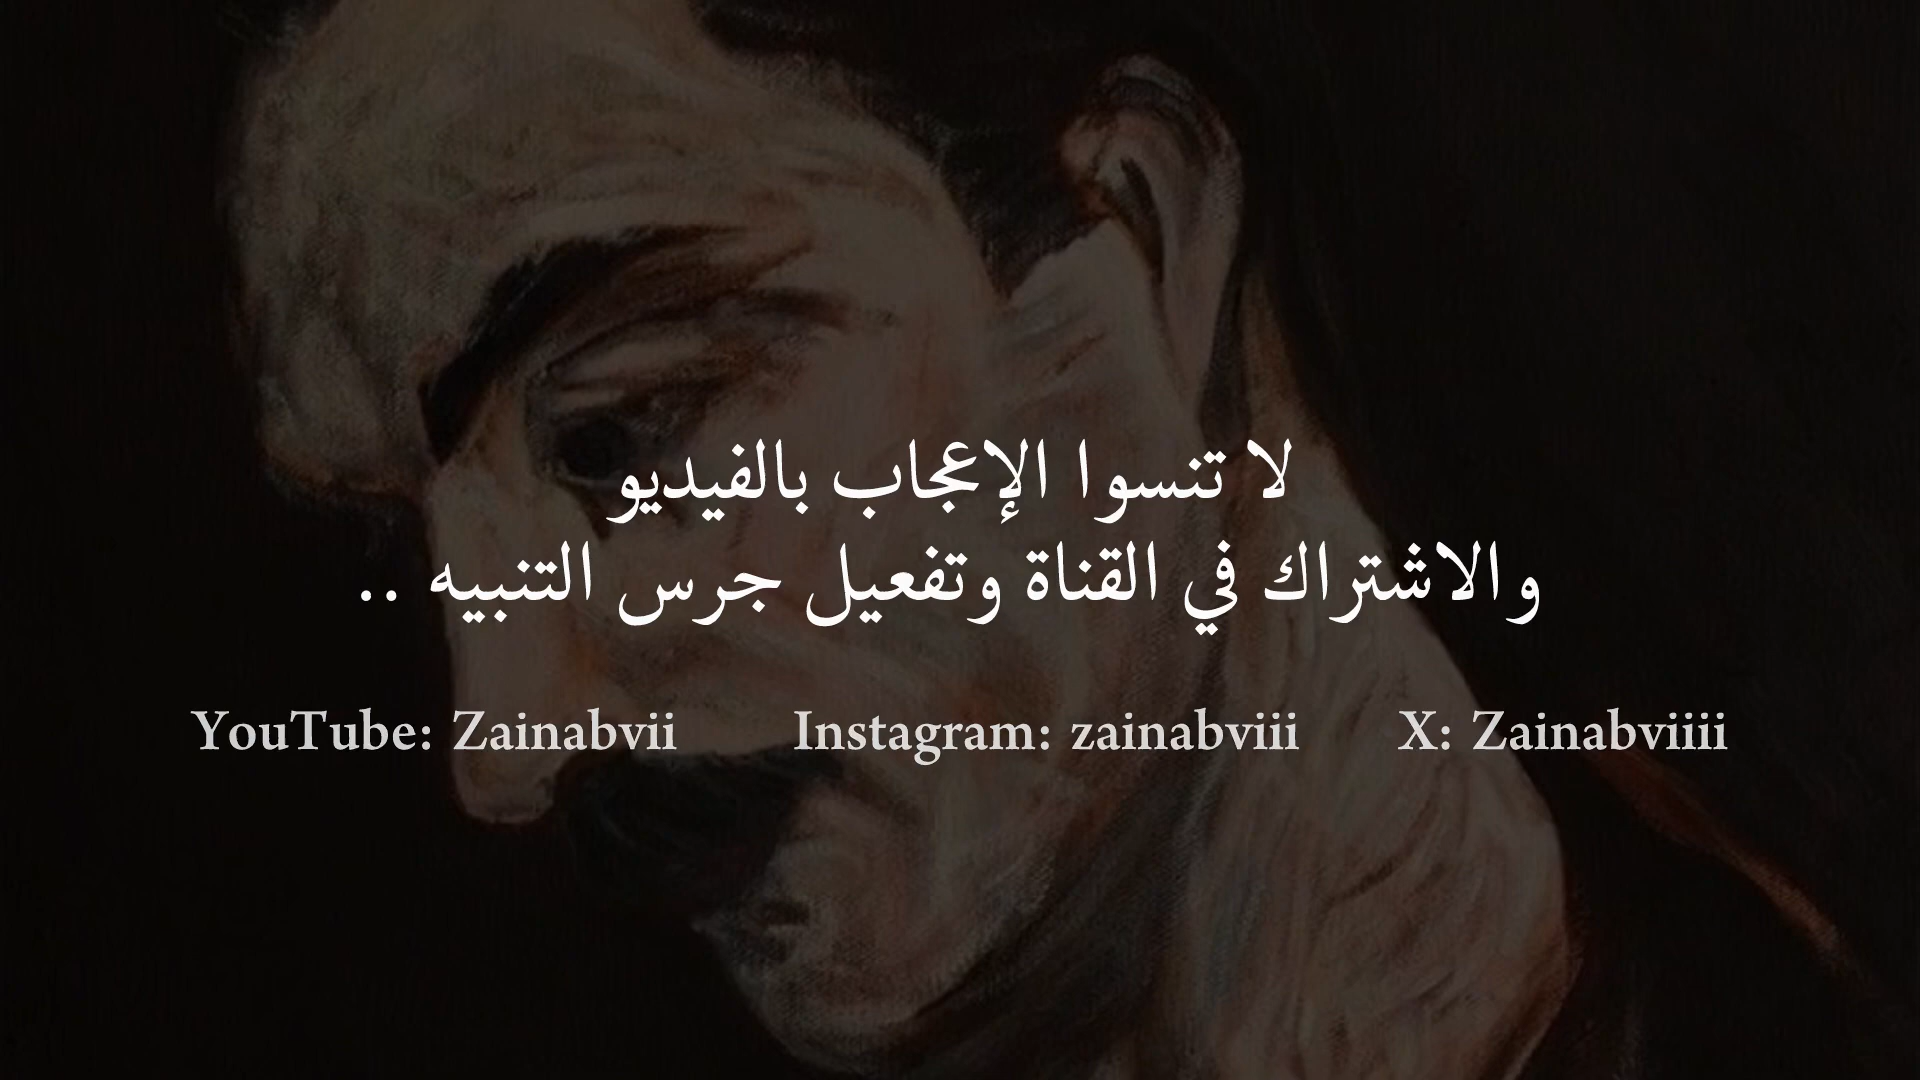 لا تنسوا الإعجاب بالفيديو
والاشتراك في القناة وتفعيل جرس التنبيه ..
YouTube: Zainabvii Instagram: zainabviii X: Zainabviiii